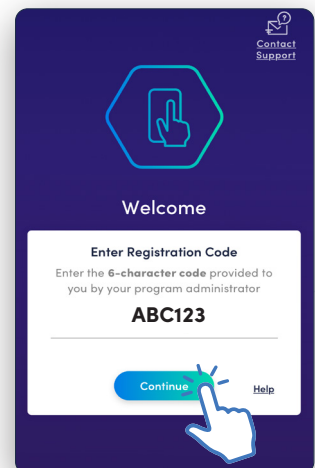 Contact
Support
Welcome
Enter Registration Code
Enter the 6-character code provided to
you by your program administrator
ABC123
Continue
Help